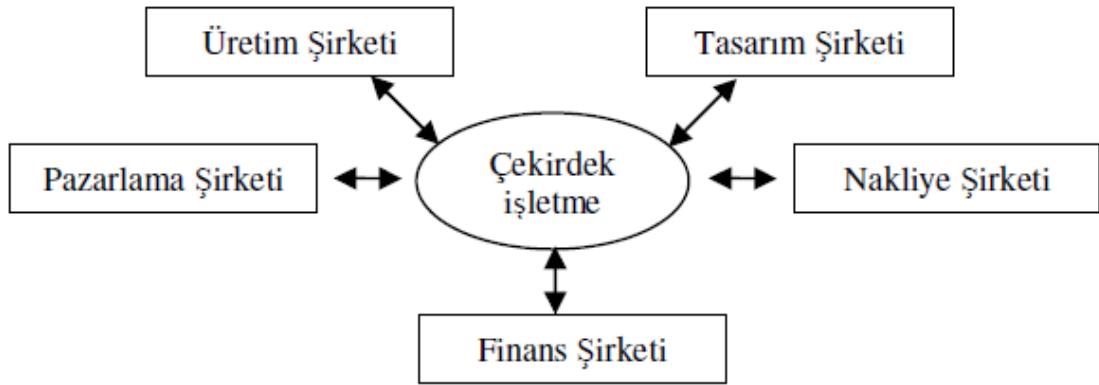 Üretim Şirketi
Tasarım Şirketi
Pazarlama Şirketi
Çekirdek
işletme
Nakliye Şirketi
Finans Şirketi